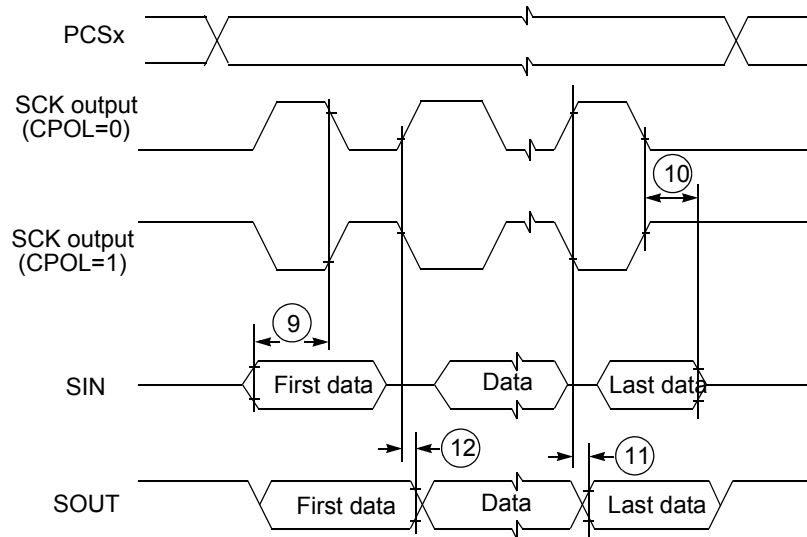 PCSx
SCK output
(CPOL=0)
10
SCK output
(CPOL=1)
9
SIN
First data
Data
Last data
12
11
SOUT
First data
Data
Last data